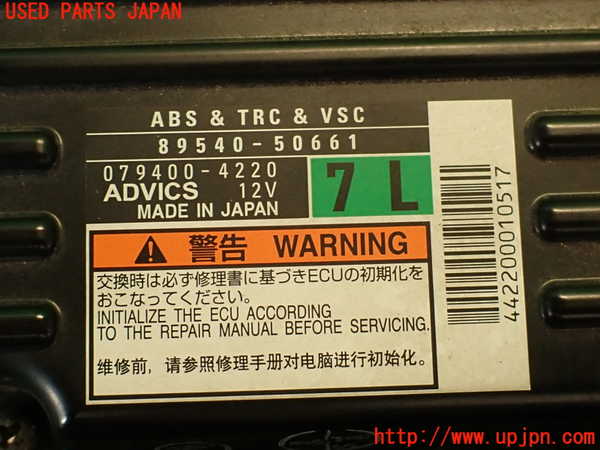 USED PARTS JAPAN
ABS & TRC & VSC
89540-50661
079400-4220
ADVICS 12V
MADE IN JAPAN
7L
442200010517
警告 WARNING
交換時は必ず修理書に基づきECUの初期化を
おこなってください。
INITIALIZE THE ECU ACCORDING
TO THE REPAIR MANUAL BEFORE SERVICING.
维修前，请参照修理手册对电脑进行初始化。
http://www.upjpn.com/